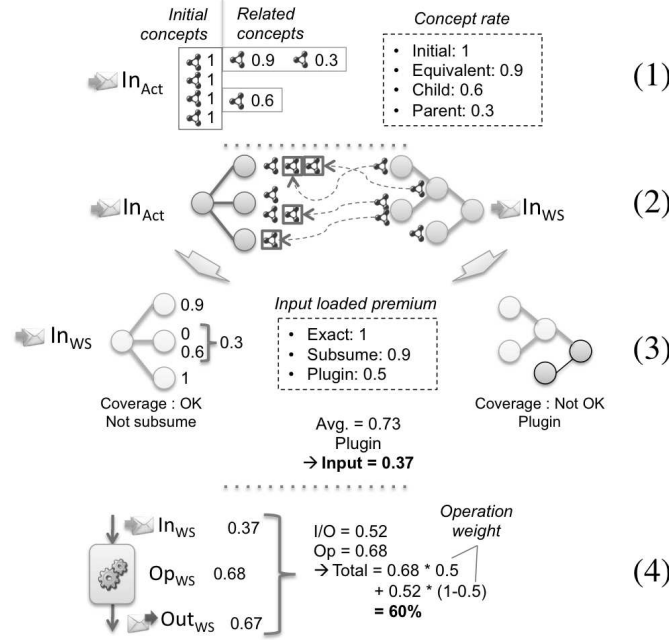 Initial concepts
Related concepts
Concept rate
In_Act
1 0.9 0.3
1
1 0.6
1
• Initial: 1
• Equivalent: 0.9
• Child: 0.6
• Parent: 0.3
(1)
In_Act
In_WS
(2)
In_WS
0.9
0
0.6
0.3
1
Coverage : OK
Not subsume
Input loaded premium
• Exact: 1
• Subsume: 0.9
• Plugin: 0.5
Coverage : Not OK
Plugin
(3)
Avg. = 0.73
Plugin
→ Input = 0.37
In_WS 0.37
Op_WS 0.68
Out_WS 0.67
I/O = 0.52
Op = 0.68
→ Total = 0.68 * 0.5
+ 0.52 * (1-0.5)
= 60%
Operation
weight
(4)